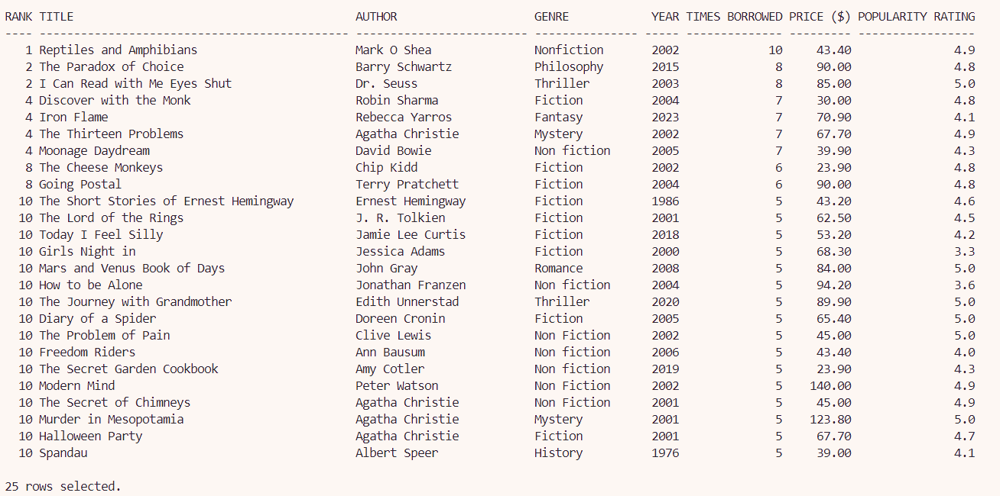 RANK TITLE                                         AUTHOR                    GENRE            YEAR TIMES BORROWED PRICE ($) POPULARITY RATING
---- --------------------------------------------- ------------------------- --------------- ----- -------------- --------- -----------------
   1 Reptiles and Amphibians                       Mark O Shea               Nonfiction       2002             10     43.40               4.9
   2 The Paradox of Choice                         Barry Schwartz            Philosophy       2015              8     90.00               4.8
   2 I Can Read with Me Eyes Shut                  Dr. Seuss                 Thriller         2003              8     85.00               5.0
   4 Discover with the Monk                        Robin Sharma              Fiction          2004              7     30.00               4.8
   4 Iron Flame                                    Rebecca Yarros            Fantasy          2023              7     70.90               4.1
   4 The Thirteen Problems                         Agatha Christie           Mystery          2002              7     67.70               4.9
   4 Moonage Daydream                              David Bowie               Non fiction      2005              7     39.90               4.3
   8 The Cheese Monkeys                            Chip Kidd                 Fiction          2002              6     23.90               4.8
   8 Going Postal                                  Terry Pratchett           Fiction          2004              6     90.00               4.8
  10 The Short Stories of Ernest Hemingway         Ernest Hemingway          Fiction          1986              5     43.20               4.6
  10 The Lord of the Rings                         J. R. Tolkien             Fiction          2001              5     62.50               4.5
  10 Today I Feel Silly                            Jamie Lee Curtis          Fiction          2018              5     53.20               4.2
  10 Girls Night in                                Jessica Adams             Fiction          2000              5     68.30               3.3
  10 Mars and Venus Book of Days                   John Gray                 Romance          2008              5     84.00               5.0
  10 How to be Alone                               Jonathan Franzen          Non fiction      2004              5     94.20               3.6
  10 The Journey with Grandmother                  Edith Unnerstad           Thriller         2020              5     89.90               5.0
  10 Diary of a Spider                             Doreen Cronin             Fiction          2005              5     65.40               5.0
  10 The Problem of Pain                           Clive Lewis               Non Fiction      2002              5     45.00               5.0
  10 Freedom Riders                                Ann Bausum                Non fiction      2006              5     43.40               4.0
  10 The Secret Garden Cookbook                    Amy Cotler                Non fiction      2019              5     23.90               4.3
  10 Modern Mind                                   Peter Watson              Non Fiction      2002              5    140.00               4.9
  10 The Secret of Chimneys                        Agatha Christie           Non Fiction      2001              5     45.00               4.9
  10 Murder in Mesopotamia                         Agatha Christie           Mystery          2001              5    123.80               5.0
  10 Halloween Party                               Agatha Christie           Fiction          2001              5     67.70               4.7
  10 Spandau                                       Albert Speer              History          1976              5     39.00               4.1
25 rows selected.